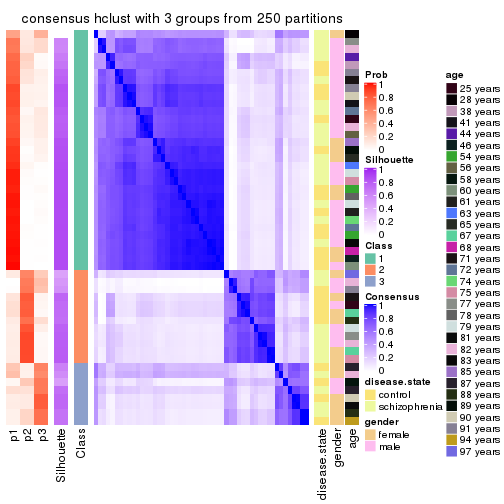 consensus hclust with 3 groups from 250 partitions
p1
p2
p3
Silhouette
Class
disease.state
gender
age
Prob
1
0.8
0.6
0.4
0.2
0
Silhouette
1
0.8
0.6
0.4
0.2
0
Class
1
2
3
Consensus
1
0.8
0.6
0.4
0.2
0
disease.state
control
schizophrenia
gender
female
male
age
25 years
28 years
38 years
41 years
44 years
46 years
54 years
56 years
58 years
60 years
61 years
63 years
65 years
67 years
68 years
71 years
72 years
74 years
75 years
77 years
78 years
79 years
81 years
82 years
83 years
85 years
87 years
88 years
89 years
90 years
91 years
94 years
97 years